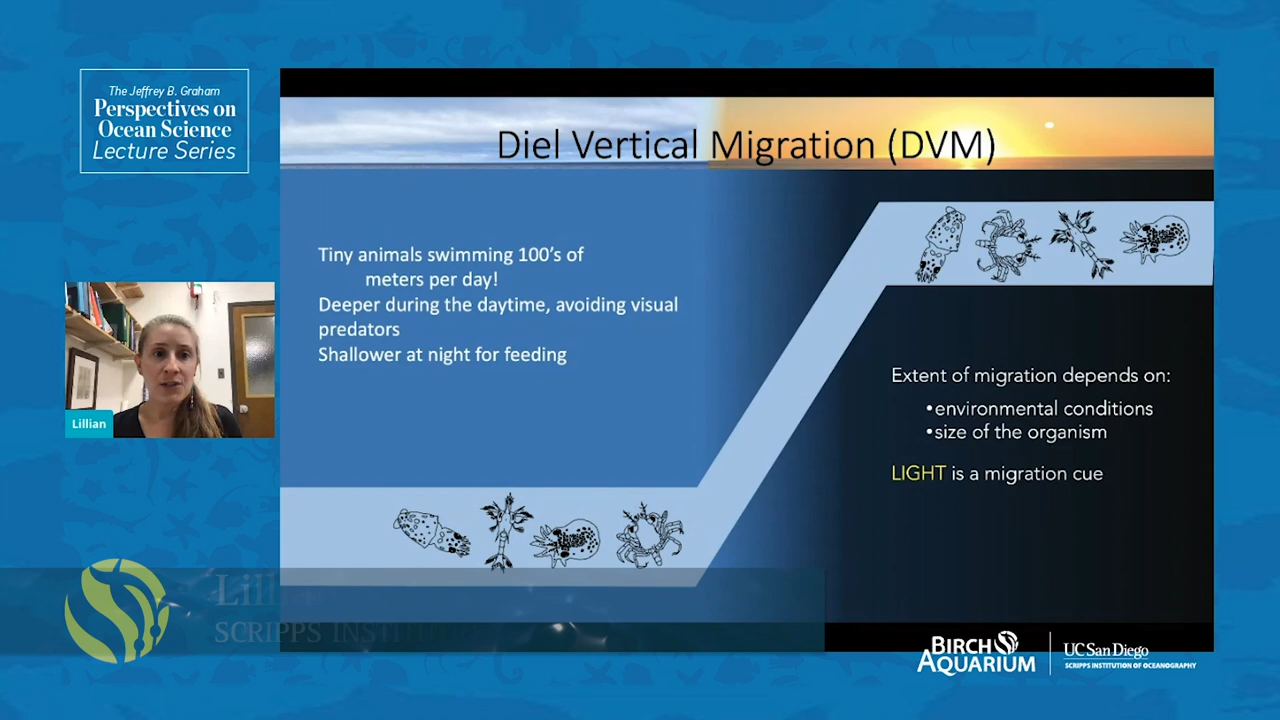 The Jeffrey B. Graham
Perspectives on
Ocean Science
Lecture Series
Diel Vertical Migration (DVM)
Tiny animals swimming 100's of
meters per day!
Deeper during the daytime, avoiding visual
predators
Shallower at night for feeding
Extent of migration depends on:
•environmental conditions
•size of the organism
LIGHT is a migration cue
Lillian
SCRIPPS
BIRCH
AQUARIUM
UC San Diego
SCRIPPS INSTITUTION OF OCEANOGRAPHY